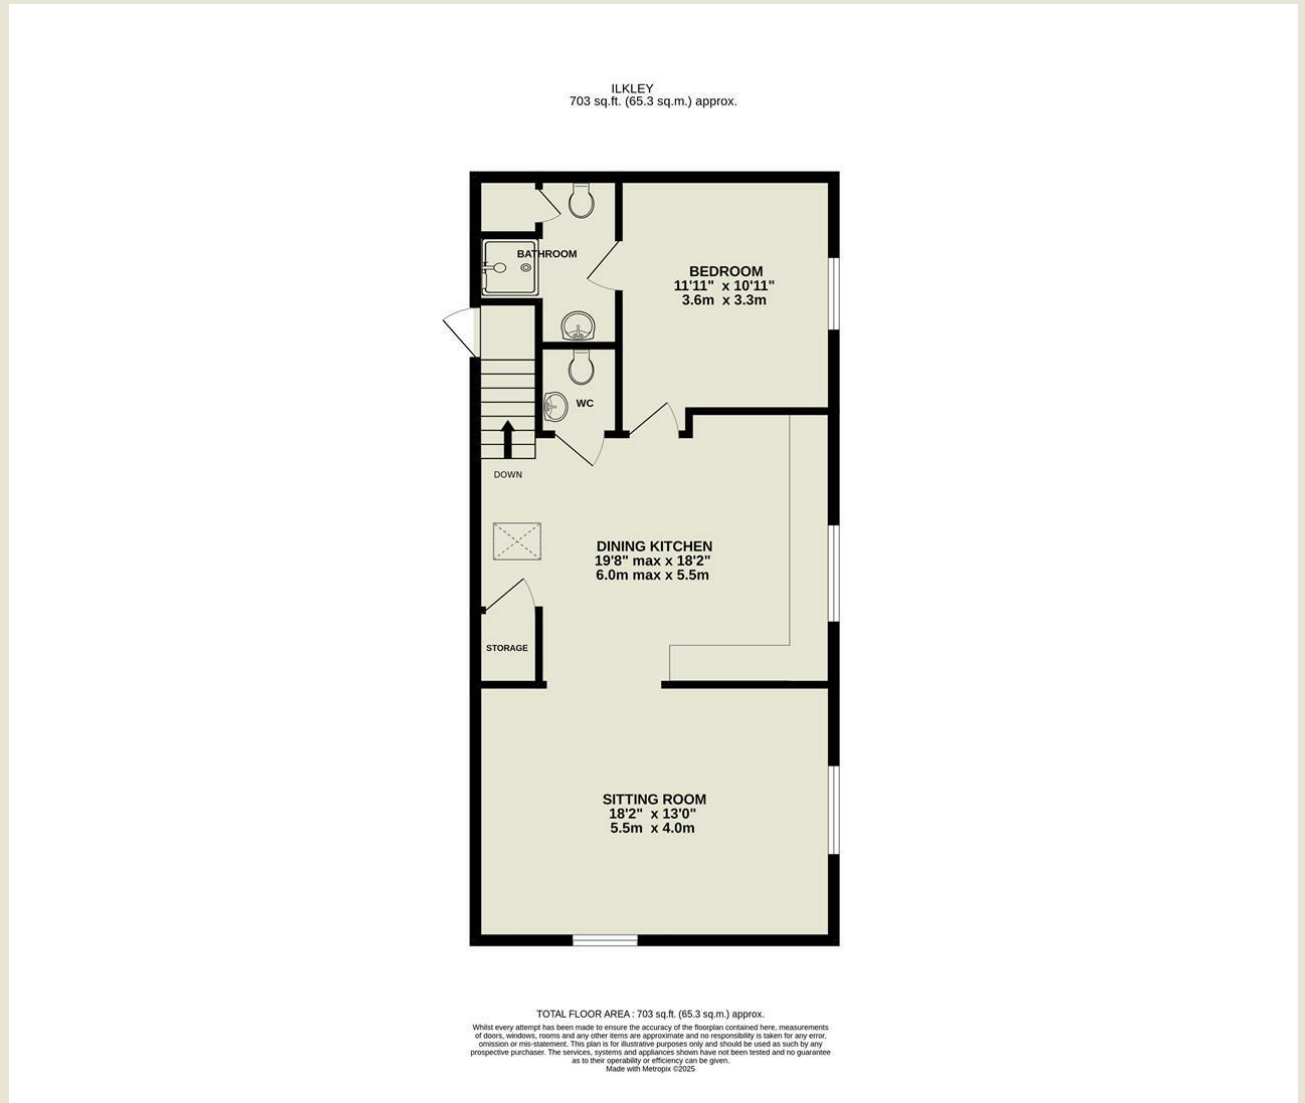 ILKLEY
703 sq.ft. (65.3 sq.m.) approx.
BATHROOM
BEDROOM
11'11" x 10'11"
3.6m x 3.3m
WC
DOWN
DINING KITCHEN
19'8" max x 18'2"
6.0m max x 5.5m
STORAGE
SITTING ROOM
18'2" x 13'0"
5.5m x 4.0m
TOTAL FLOOR AREA : 703 sq.ft. (65.3 sq.m.) approx.
Whilst every attempt has been made to ensure the accuracy of the floorplan contained here, measurements
of doors, windows, rooms and any other items are approximate and no responsibility is taken for any error,
omission or mis-statement. This plan is for illustrative purposes only and should be used as such by any
prospective purchaser. The services, systems and appliances shown have not been tested and no guarantee
as to their operability or efficiency can be given.
Made with Metropix ©2025